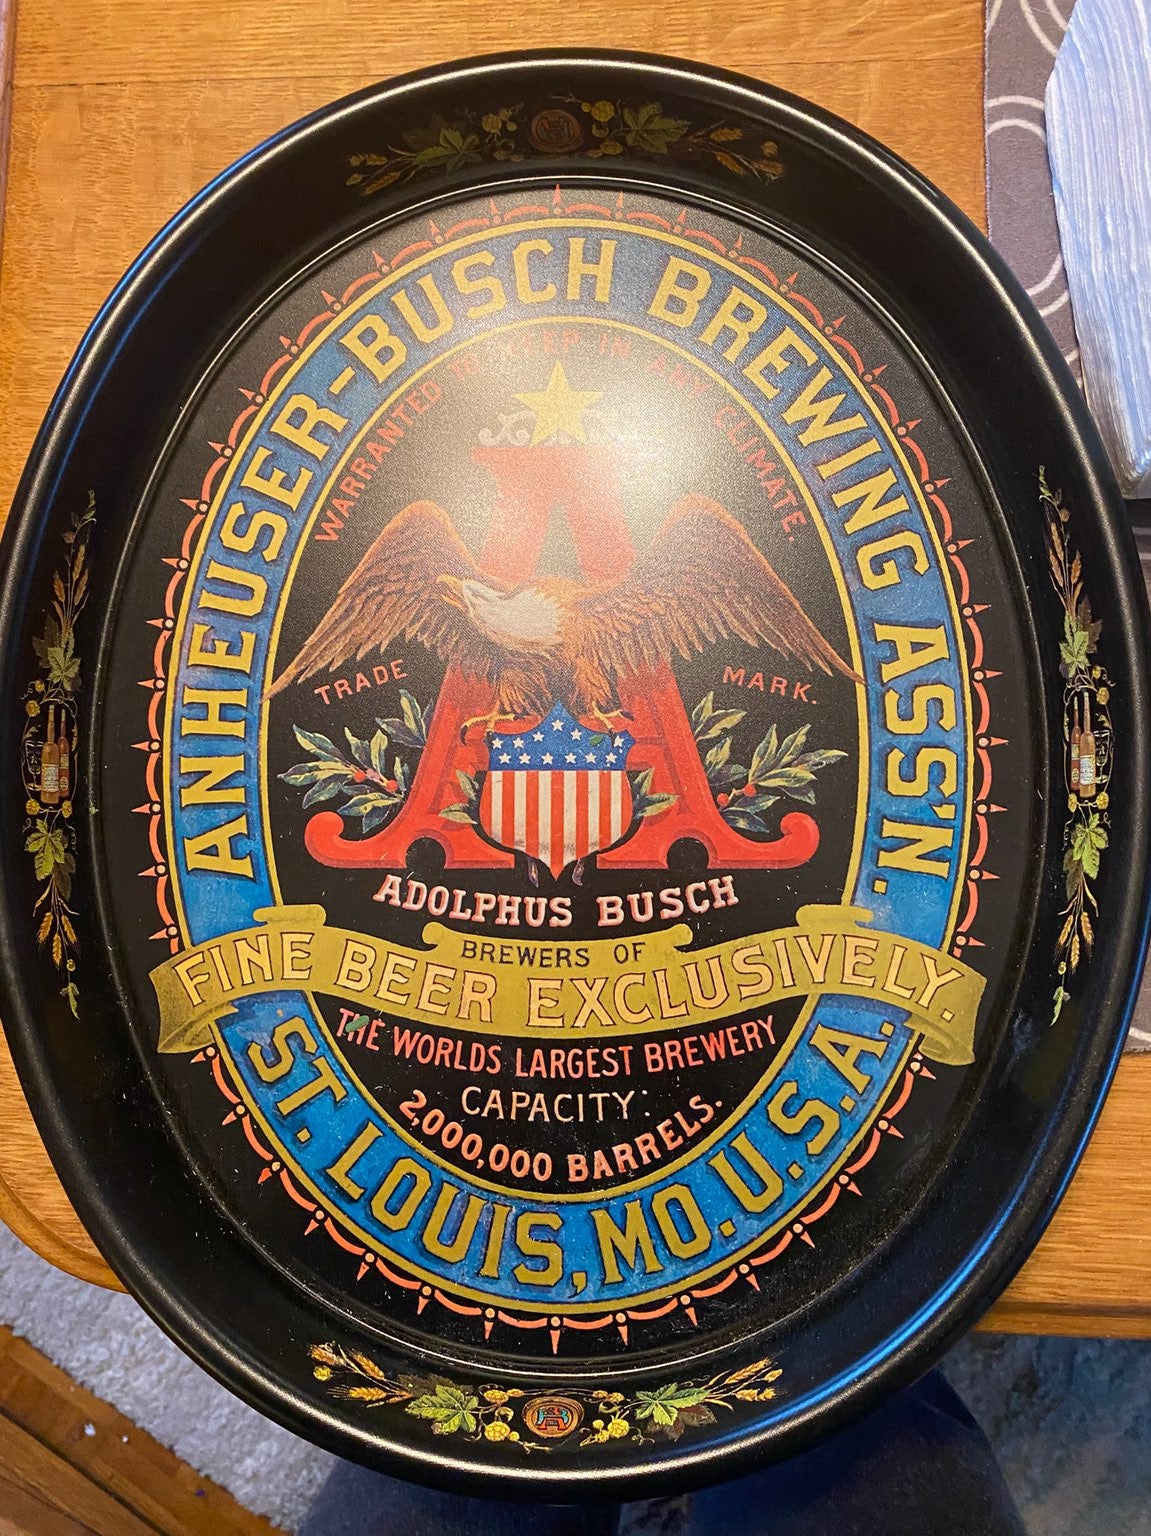 ANHEUSER-BUSCH BREWING ASS'N.
WARRANTED TO KEEP IN ANY CLIMATE.
A
TRADE MARK.
ADOLPHUS BUSCH
BREWERS OF
FINE BEER EXCLUSIVELY.
THE WORLDS LARGEST BREWERY
CAPACITY:
2,000,000 BARRELS.
ST. LOUIS, MO. U.S.A.